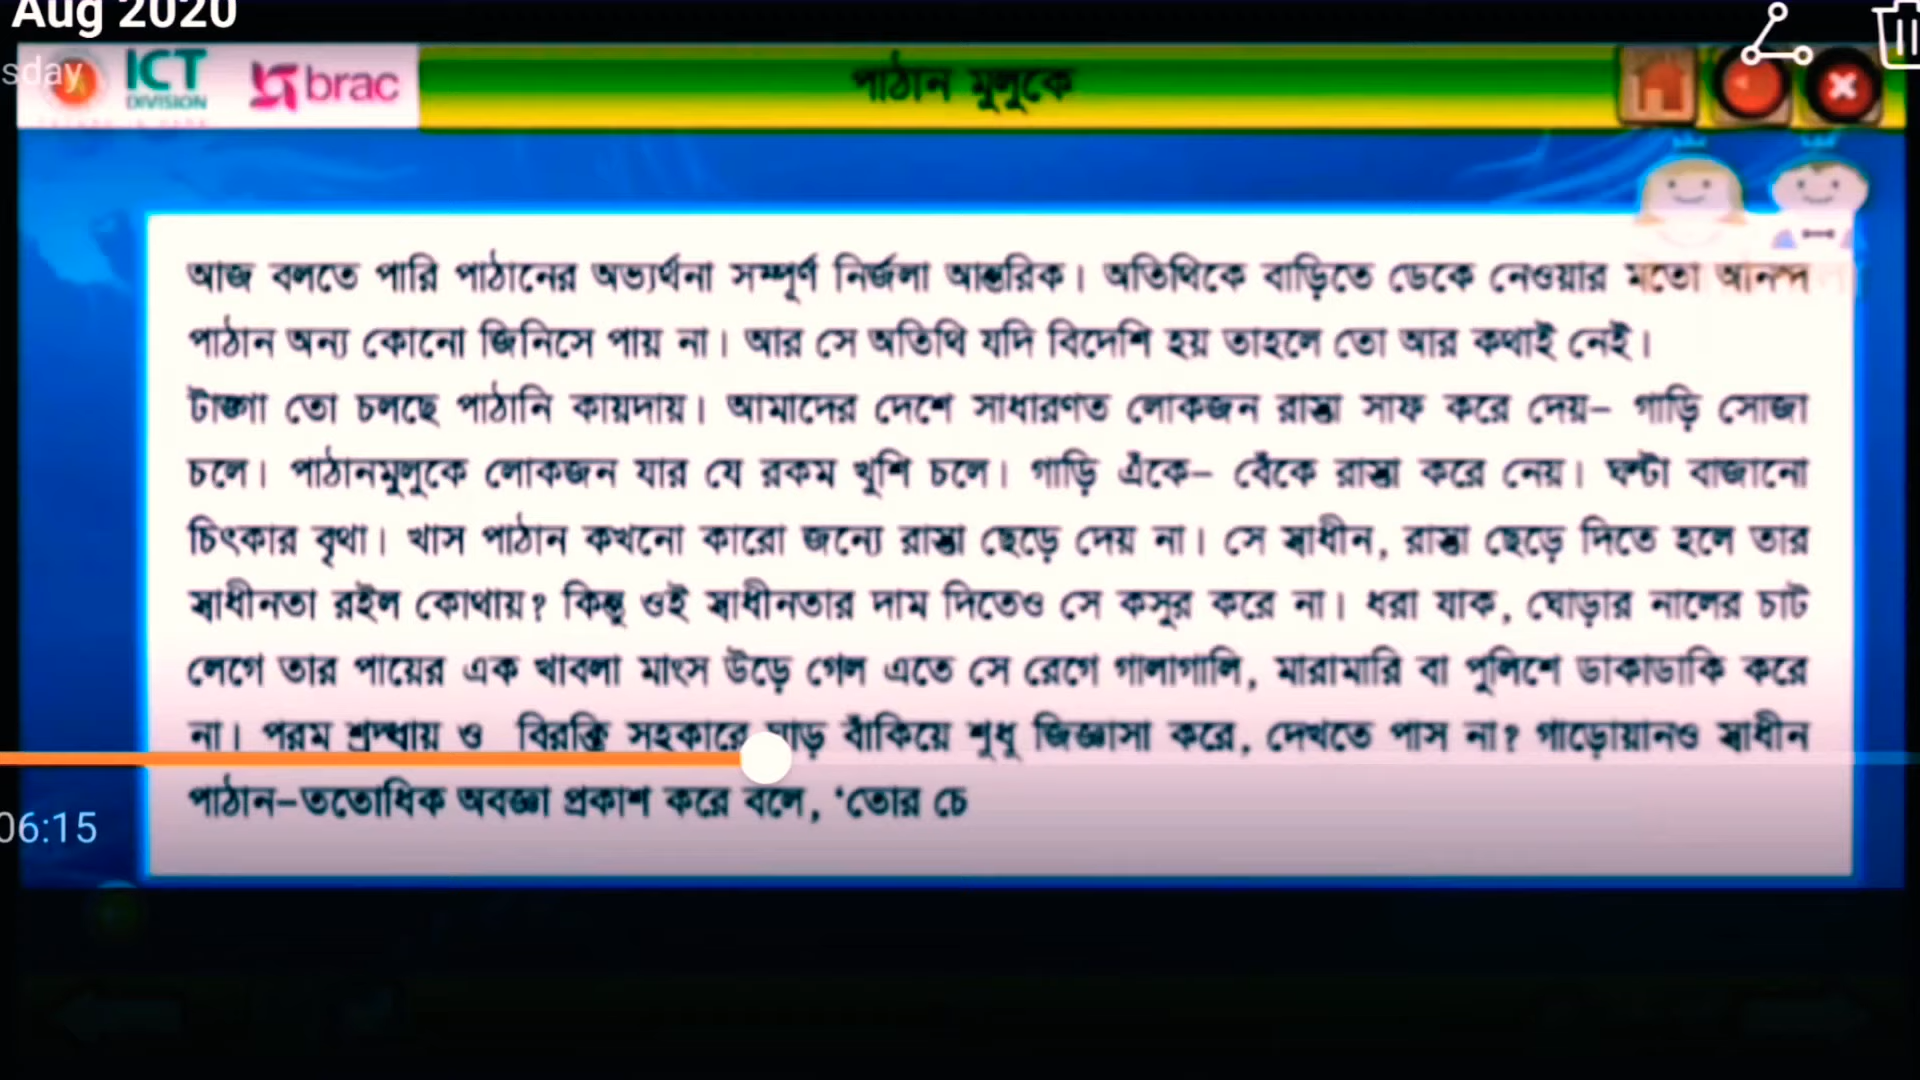 Aug 2020
sday
ICT
DIVISION
brac
পাঠান মুলুকে
আজ বলতে পারি পাঠানের অভ্যর্থনা সম্পূর্ণ নির্জলা আন্তরিক। অতিথিকে বাড়িতে ডেকে নেওয়ার মতো আনন্দ
পাঠান অন্য কোনো জিনিসে পায় না। আর সে অতিথি যদি বিদেশি হয় তাহলে তো আর কথাই নেই।
টাঙ্গা তো চলছে পাঠানি কায়দায়। আমাদের দেশে সাধারণত লোকজন রাস্তা সাফ করে দেয়– গাড়ি সোজা
চলে। পাঠানমুলুকে লোকজন যার যে রকম খুশি চলে। গাড়ি এঁকে– বেঁকে রাস্তা করে নেয়। ঘণ্টা বাজানো
চিৎকার বৃথা। খাস পাঠান কখনো কারো জন্যে রাস্তা ছেড়ে দেয় না। সে স্বাধীন, রাস্তা ছেড়ে দিতে হলে তার
স্বাধীনতা রইল কোথায়? কিন্তু ওই স্বাধীনতার দাম দিতেও সে কসুর করে না। ধরা যাক, ঘোড়ার নালের চাট
লেগে তার পায়ের এক খাবলা মাংস উড়ে গেল এতে সে রেগে গালাগালি, মারামারি বা পুলিশে ডাকাডাকি করে
না। পরম শ্রদ্ধায় ও বিরক্তি সহকারে ঘাড় বাঁকিয়ে শুধু জিজ্ঞাসা করে, দেখতে পাস না? গাড়োয়ানও স্বাধীন
পাঠান–ততোধিক অবজ্ঞা প্রকাশ করে বলে, ‘তোর চে
06:15